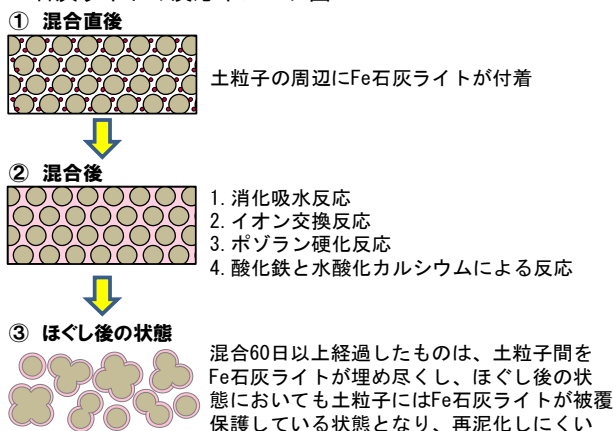 ① 混合直後
土粒子の周辺にFe石灰ライトが付着
② 混合後
1. 消化吸水反応
2. イオン交換反応
3. ポゾラン硬化反応
4. 酸化鉄と水酸化カルシウムによる反応
③ ほぐし後の状態
混合60日以上経過したものは、土粒子間を
Fe石灰ライトが埋め尽くし、ほぐし後の状
態においても土粒子にはFe石灰ライトが被覆
保護している状態となり、再泥化しにくい